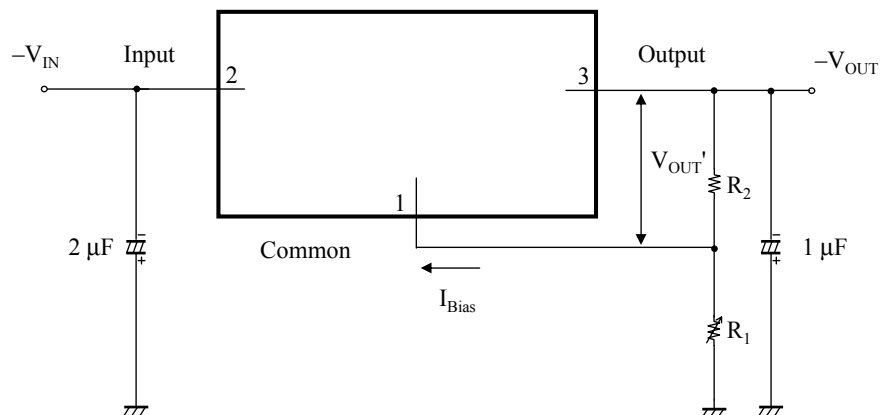 –V_IN
Input
2
3
Output
–V_OUT
V_OUT'
R_2
1
2 µF
Common
1 µF
I_Bias
R_1
–
+
–
+